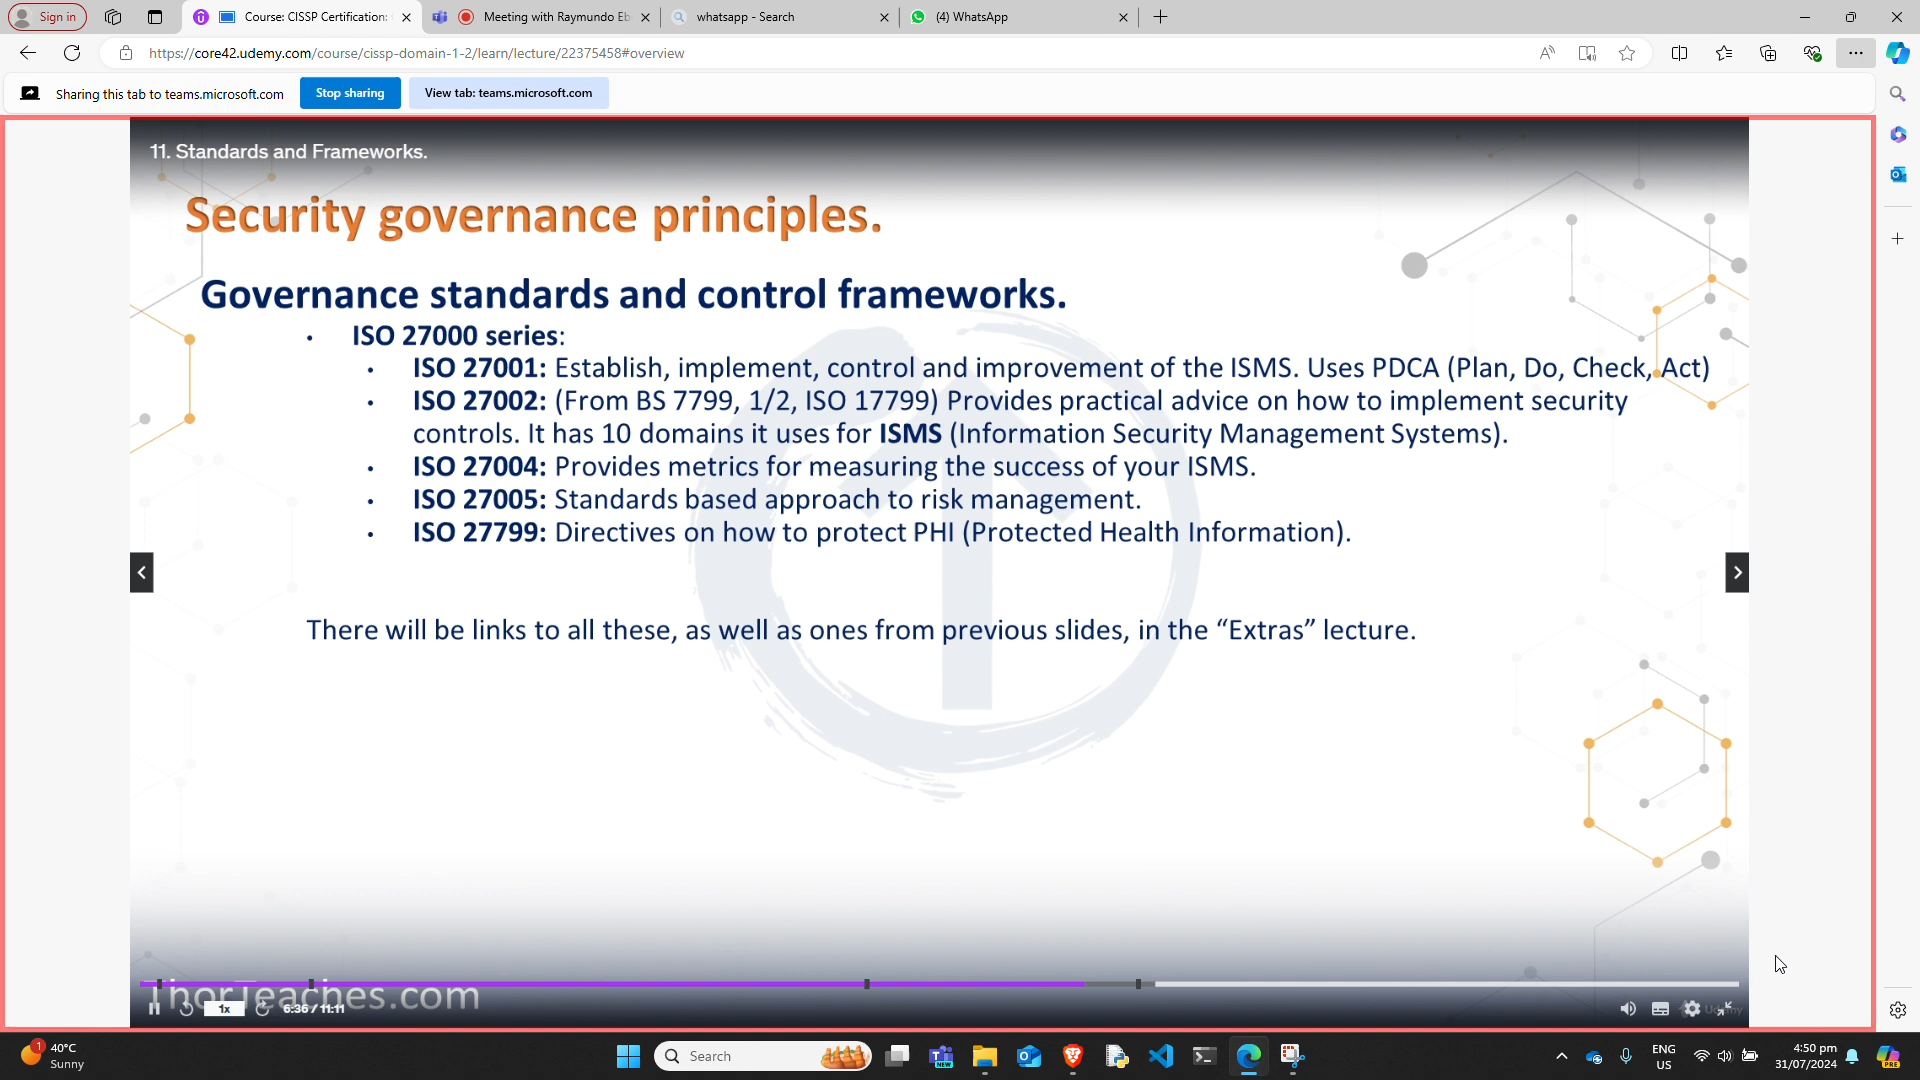 Sign in
Course: CISSP Certification:
Meeting with Raymundo Eb
whatsapp - Search
(4) WhatsApp
https://core42.udemy.com/course/cissp-domain-1-2/learn/lecture/22375458#overview
Sharing this tab to teams.microsoft.com
Stop sharing
View tab: teams.microsoft.com
11. Standards and Frameworks.
Security governance principles.
Governance standards and control frameworks.
• ISO 27000 series:
• ISO 27001: Establish, implement, control and improvement of the ISMS. Uses PDCA (Plan, Do, Check, Act)
• ISO 27002: (From BS 7799, 1/2, ISO 17799) Provides practical advice on how to implement security
controls. It has 10 domains it uses for ISMS (Information Security Management Systems).
• ISO 27004: Provides metrics for measuring the success of your ISMS.
• ISO 27005: Standards based approach to risk management.
• ISO 27799: Directives on how to protect PHI (Protected Health Information).
There will be links to all these, as well as ones from previous slides, in the “Extras” lecture.
ThorTeaches.com
1x
6:36 / 11:11
1
40°C
Sunny
Search
NEW
ENG
US
4:50 pm
31/07/2024
PRE